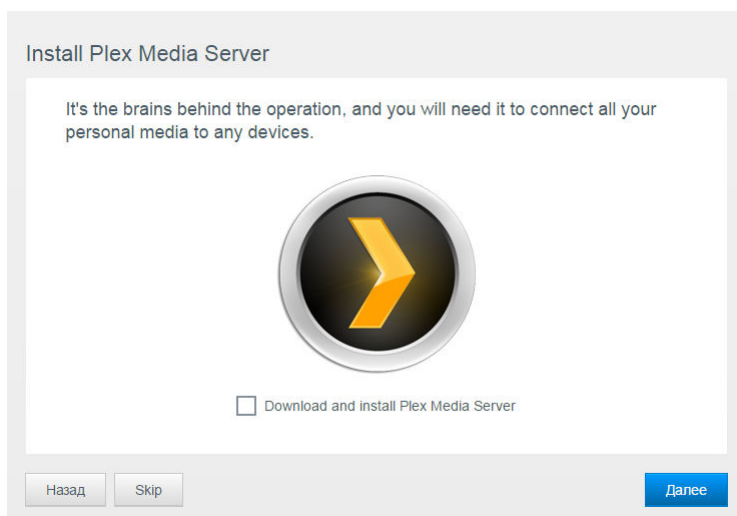 Install Plex Media Server
It's the brains behind the operation, and you will need it to connect all your
personal media to any devices.
Download and install Plex Media Server
Назад
Skip
Далее